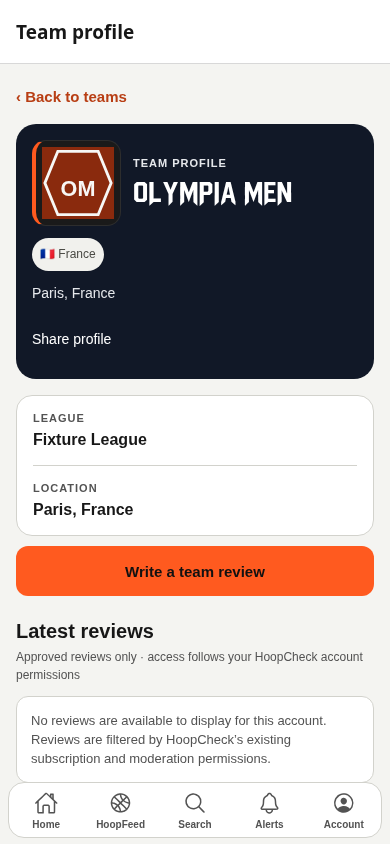 Team profile
‹ Back to teams
OM
TEAM PROFILE
OLYMPIA MEN
🇫🇷 France
Paris, France
Share profile
LEAGUE
Fixture League
LOCATION
Paris, France
Write a team review
Latest reviews
Approved reviews only · access follows your HoopCheck account
permissions
No reviews are available to display for this account.
Reviews are filtered by HoopCheck's existing
subscription and moderation permissions.
Home HoopFeed Search Alerts Account